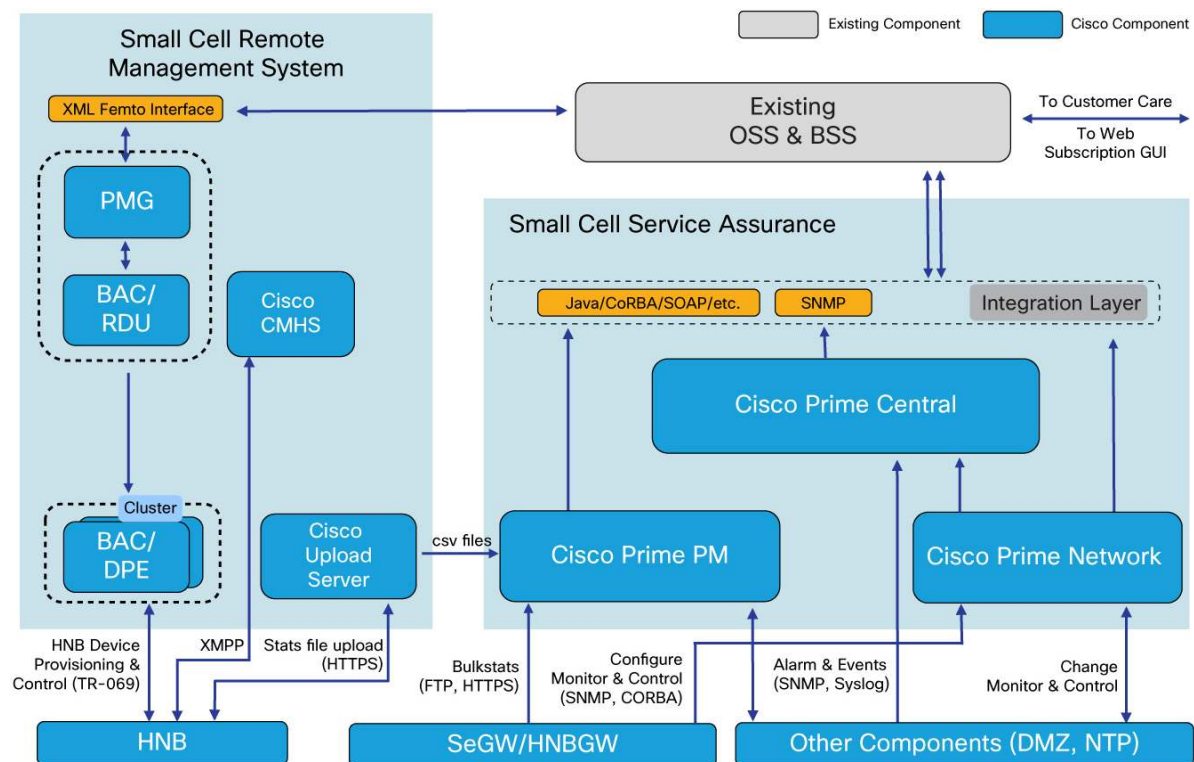 Existing Component
Cisco Component
Small Cell Remote
Management System
XML Femto Interface
PMG
BAC/
RDU
Cisco
CMHS
Cluster
BAC/
DPE
Cisco
Upload
Server
csv files
HNB Device
Provisioning &
Control (TR-069)
XMPP
Stats file upload
(HTTPS)
HNB
Existing
OSS & BSS
To Customer Care
To Web
Subscription GUI
Small Cell Service Assurance
Java/CoRBA/SOAP/etc.
SNMP
Integration Layer
Cisco Prime Central
Cisco Prime PM
Cisco Prime Network
Bulkstats
(FTP, HTTPS)
Configure
Monitor & Control
(SNMP, CORBA)
Alarm & Events
(SNMP, Syslog)
Change
Monitor & Control
SeGW/HNBGW
Other Components (DMZ, NTP)